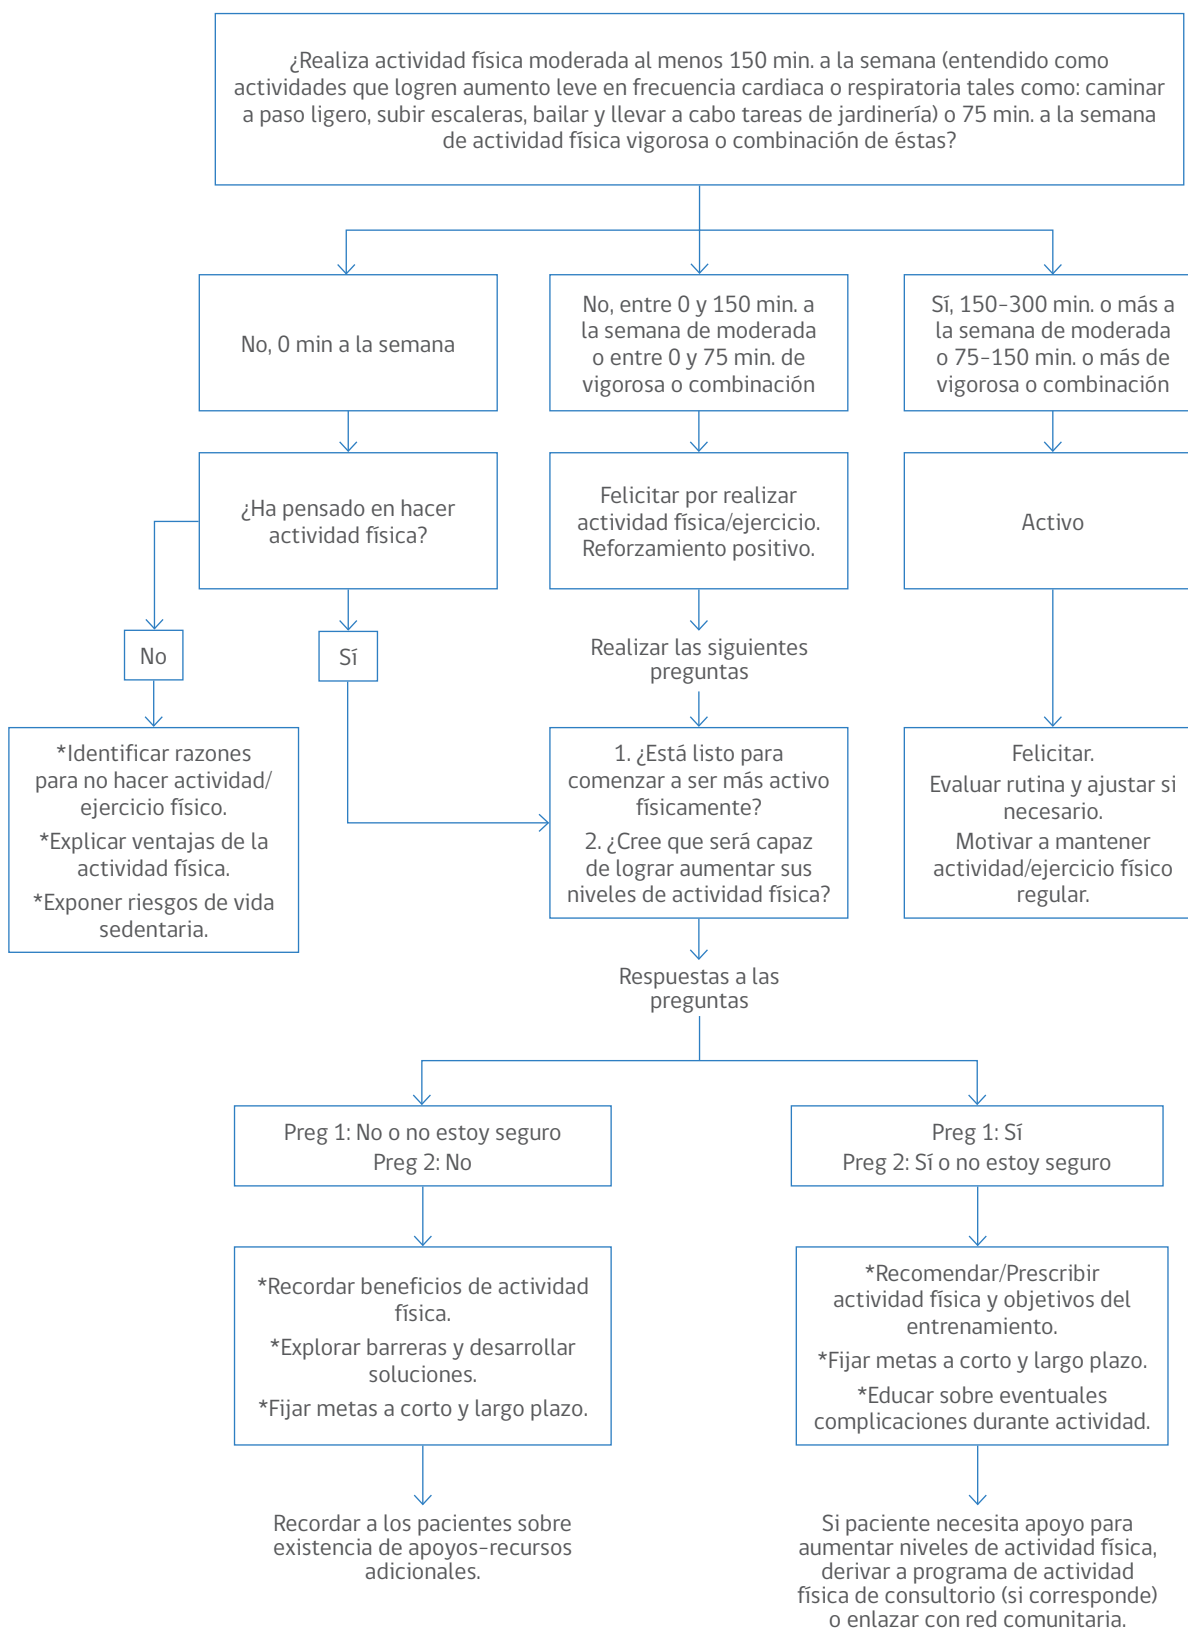 ¿Realiza actividad física moderada al menos 150 min. a la semana (entendido como
actividades que logren aumento leve en frecuencia cardiaca o respiratoria tales como: caminar
a paso ligero, subir escaleras, bailar y llevar a cabo tareas de jardinería) o 75 min. a la semana
de actividad física vigorosa o combinación de éstas?
No, 0 min a la semana
No, entre 0 y 150 min. a
la semana de moderada
o entre 0 y 75 min. de
vigorosa o combinación
Sí, 150-300 min. o más a
la semana de moderada
o 75-150 min. o más de
vigorosa o combinación
¿Ha pensado en hacer
actividad física?
Felicitar por realizar
actividad física/ejercicio.
Reforzamiento positivo.
Activo
No
Sí
Realizar las siguientes
preguntas
*Identificar razones
para no hacer actividad/
ejercicio físico.
*Explicar ventajas de la
actividad física.
*Exponer riesgos de vida
sedentaria.
1. ¿Está listo para
comenzar a ser más activo
físicamente?
2. ¿Cree que será capaz
de lograr aumentar sus
niveles de actividad física?
Felicitar.
Evaluar rutina y ajustar si
necesario.
Motivar a mantener
actividad/ejercicio físico
regular.
Respuestas a las
preguntas
Preg 1: No o no estoy seguro
Preg 2: No
Preg 1: Sí
Preg 2: Sí o no estoy seguro
*Recordar beneficios de actividad
física.
*Explorar barreras y desarrollar
soluciones.
*Fijar metas a corto y largo plazo.
*Recomendar/Prescribir
actividad física y objetivos del
entrenamiento.
*Fijar metas a corto y largo plazo.
*Educar sobre eventuales
complicaciones durante actividad.
Recordar a los pacientes sobre
existencia de apoyos-recursos
adicionales.
Si paciente necesita apoyo para
aumentar niveles de actividad física,
derivar a programa de actividad
física de consultorio (si corresponde)
o enlazar con red comunitaria.